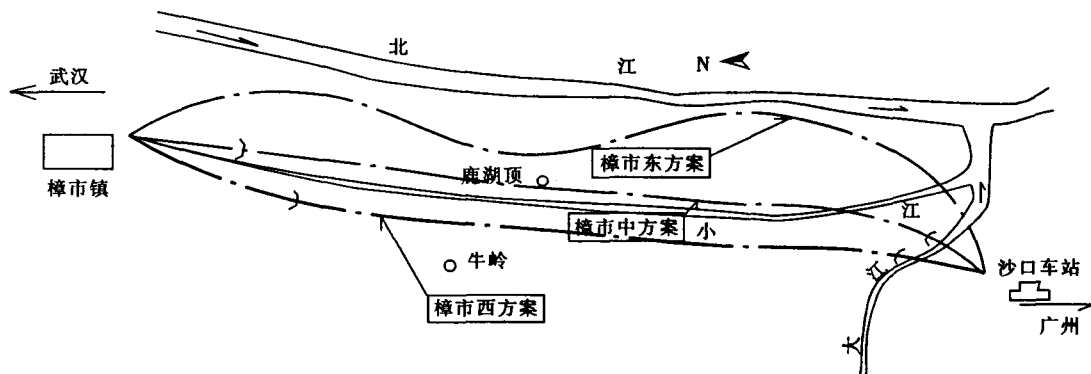 北
江
N
武汉
樟市镇
樟市东方案
鹿湖顶
樟市中方案
小
江
牛岭
樟市西方案
大
江
沙口车站
广州